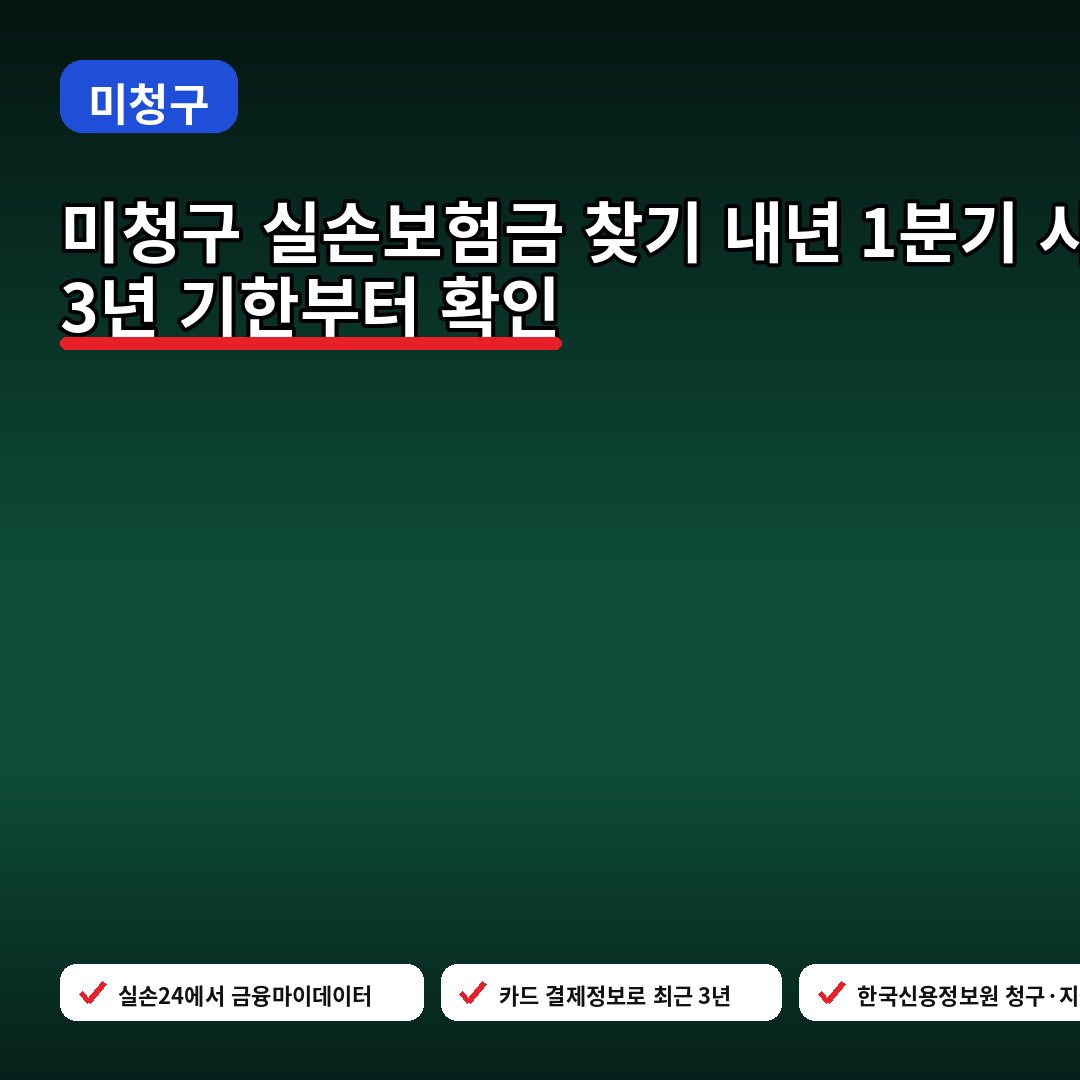 미청구
미청구 실손보험금 찾기 내년 1분기
3년 기한부터 확인
실손24에서 금융마이데이터
카드 결제정보로 최근 3년
한국신용정보원 청구·지